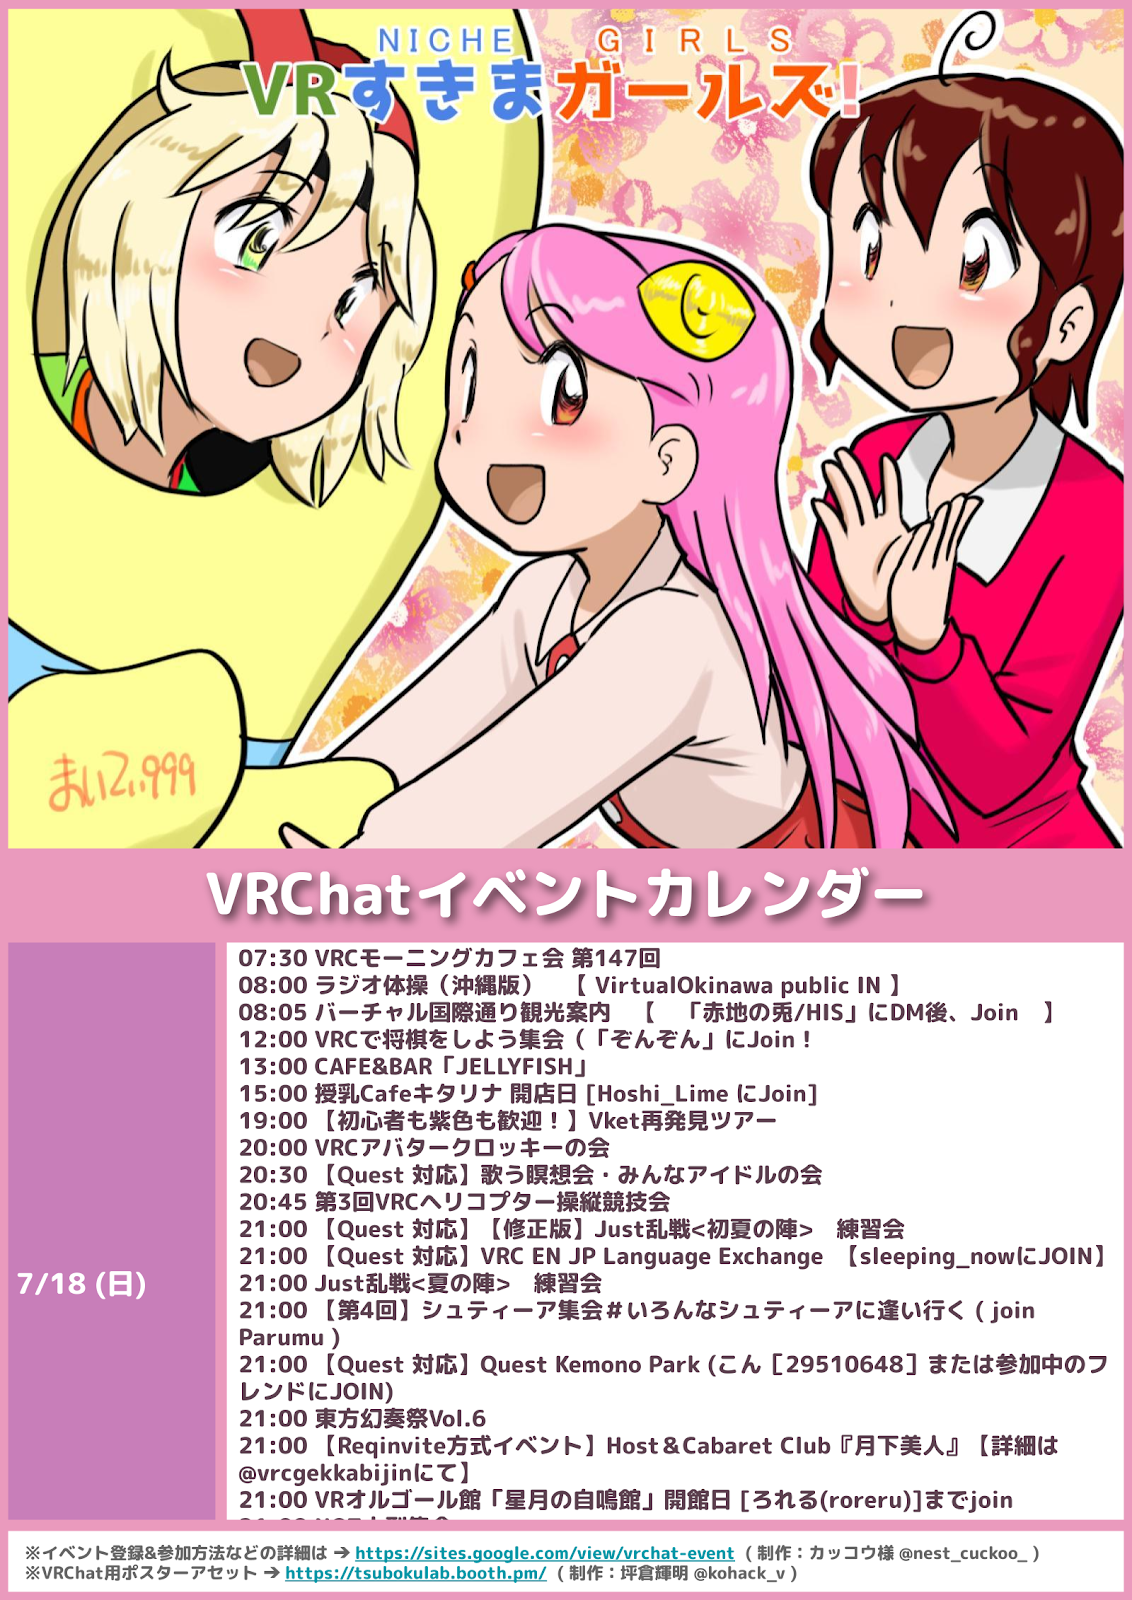 NICHE GIRLS
VRすきまガールズ!
まいてぃ999
VRChatイベントカレンダー
7/18 (日)
07:30 VRCモーニングカフェ会 第147回
08:00 ラジオ体操（沖縄版）　【 VirtualOkinawa public IN 】
08:05 バーチャル国際通り観光案内　【　「赤地の兎/HIS」にDM後、Join　】
12:00 VRCで将棋をしよう集会（「ぞんぞん」にJoin！
13:00 CAFE&BAR「JELLYFISH」
15:00 授乳Cafeキタリナ 開店日 [Hoshi_Lime にJoin]
19:00 【初心者も紫色も歓迎！】Vket再発見ツアー
20:00 VRCアバタークロッキーの会
20:30 【Quest 対応】歌う瞑想会・みんなアイドルの会
20:45 第3回VRCヘリコプター操縦競技会
21:00 【Quest 対応】【修正版】Just乱戦<初夏の陣>　練習会
21:00 【Quest 対応】VRC EN JP Language Exchange 【sleeping_nowにJOIN】
21:00 Just乱戦<夏の陣>　練習会
21:00 【第4回】シュティーア集会＃いろんなシュティーアに逢い行く ( join
Parumu )
21:00 【Quest 対応】Quest Kemono Park (こん［29510648］または参加中のフ
レンドにJOIN)
21:00 東方幻奏祭Vol.6
21:00 【Reqinvite方式イベント】Host＆Cabaret Club『月下美人』【詳細は
@vrcgekkabijinにて】
21:00 VRオルゴール館「星月の自鳴館」開館日 [ろれる(roreru)]までjoin
※イベント登録&参加方法などの詳細は → https://sites.google.com/view/vrchat-event ( 制作：カッコウ様 @nest_cuckoo_ )
※VRChat用ポスターアセット → https://tsubokulab.booth.pm/ ( 制作：坪倉輝明 @kohack_v )